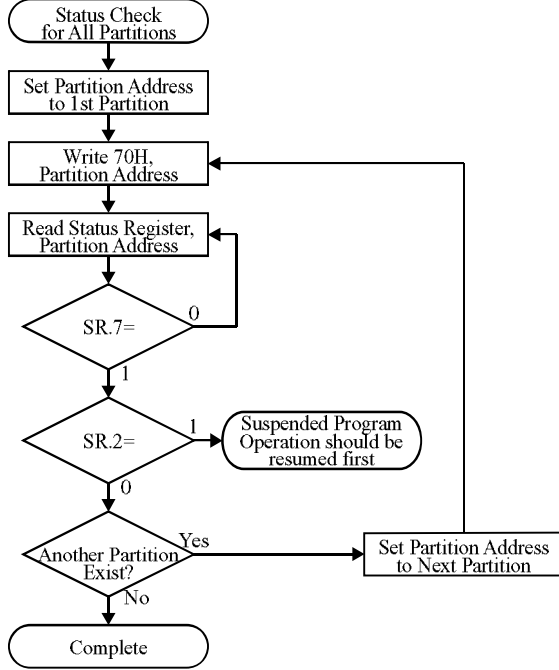 Status Check
for All Partitions
Set Partition Address
to 1st Partition
Write 70H,
Partition Address
Read Status Register,
Partition Address
SR.7=
0
1
SR.2=
1
Suspended Program
Operation should be
resumed first
0
Another Partition
Exist?
Yes
Set Partition Address
to Next Partition
No
Complete